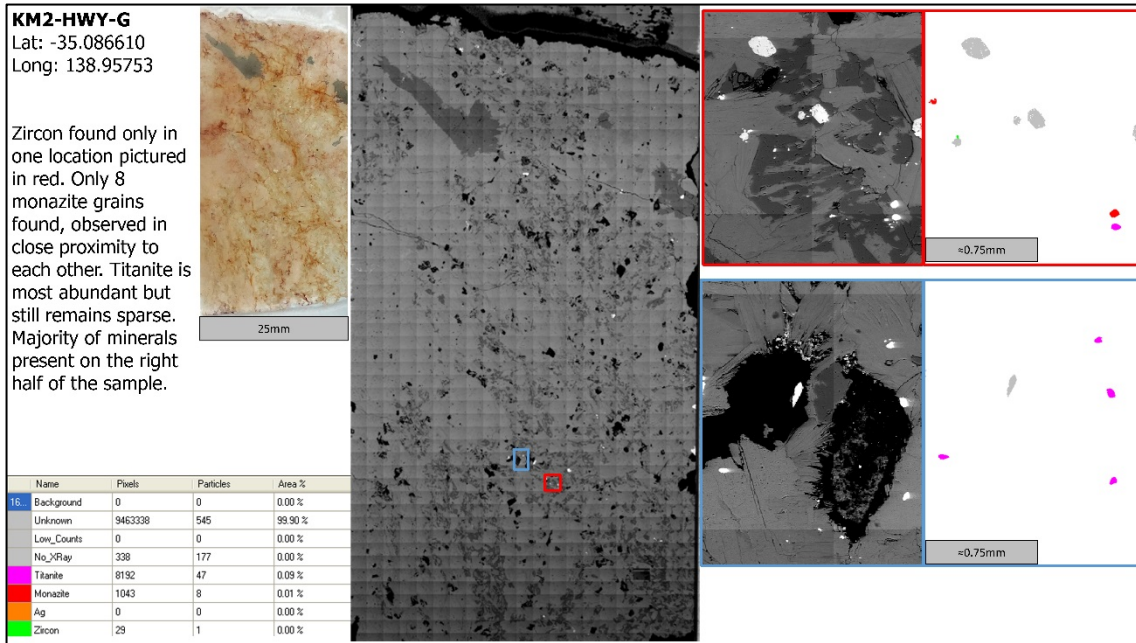 KM2-HWY-G
Lat: -35.086610
Long: 138.95753
Zircon found only in
one location pictured
in red. Only 8
monazite grains
found, observed in
close proximity to
each other. Titanite is
most abundant but
still remains sparse.
Majority of minerals
present on the right
half of the sample.
25mm
≈0.75mm
≈0.75mm
Name Pixels Particles Area %
16... Background 0 0 0.00 %
Unknown 9463338 545 99.90 %
Low_Counts 0 0 0.00 %
No_XRay 338 177 0.00 %
Titanite 8192 47 0.09 %
Monazite 1043 8 0.01 %
Ag 0 0 0.00 %
Zircon 29 1 0.00 %